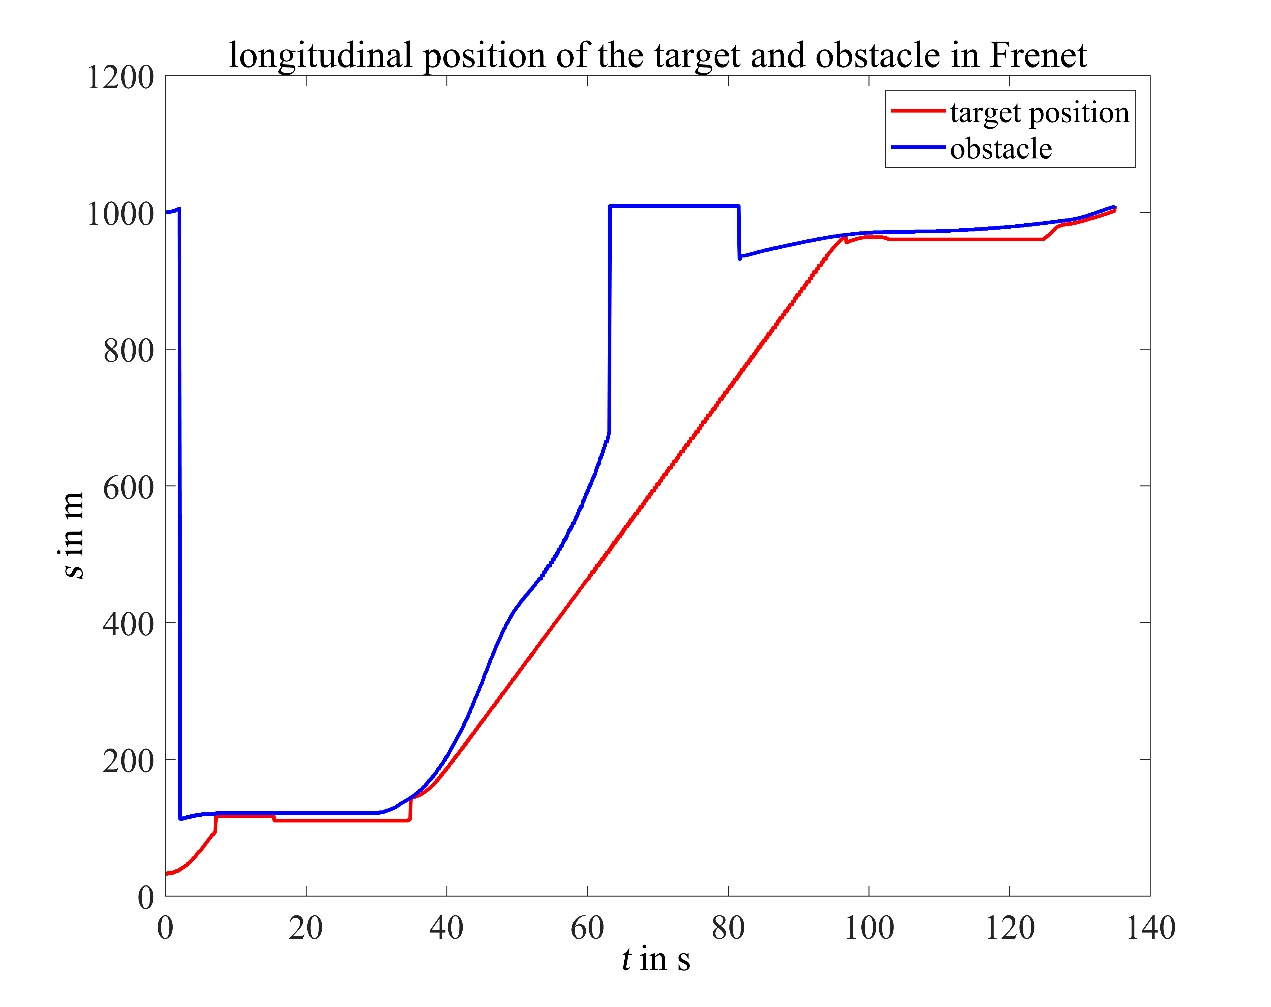 longitudinal position of the target and obstacle in Frenet
1200
1000
800
600
400
200
0
s in m
target position
obstacle
0 20 40 60 80 100 120 140
t in s